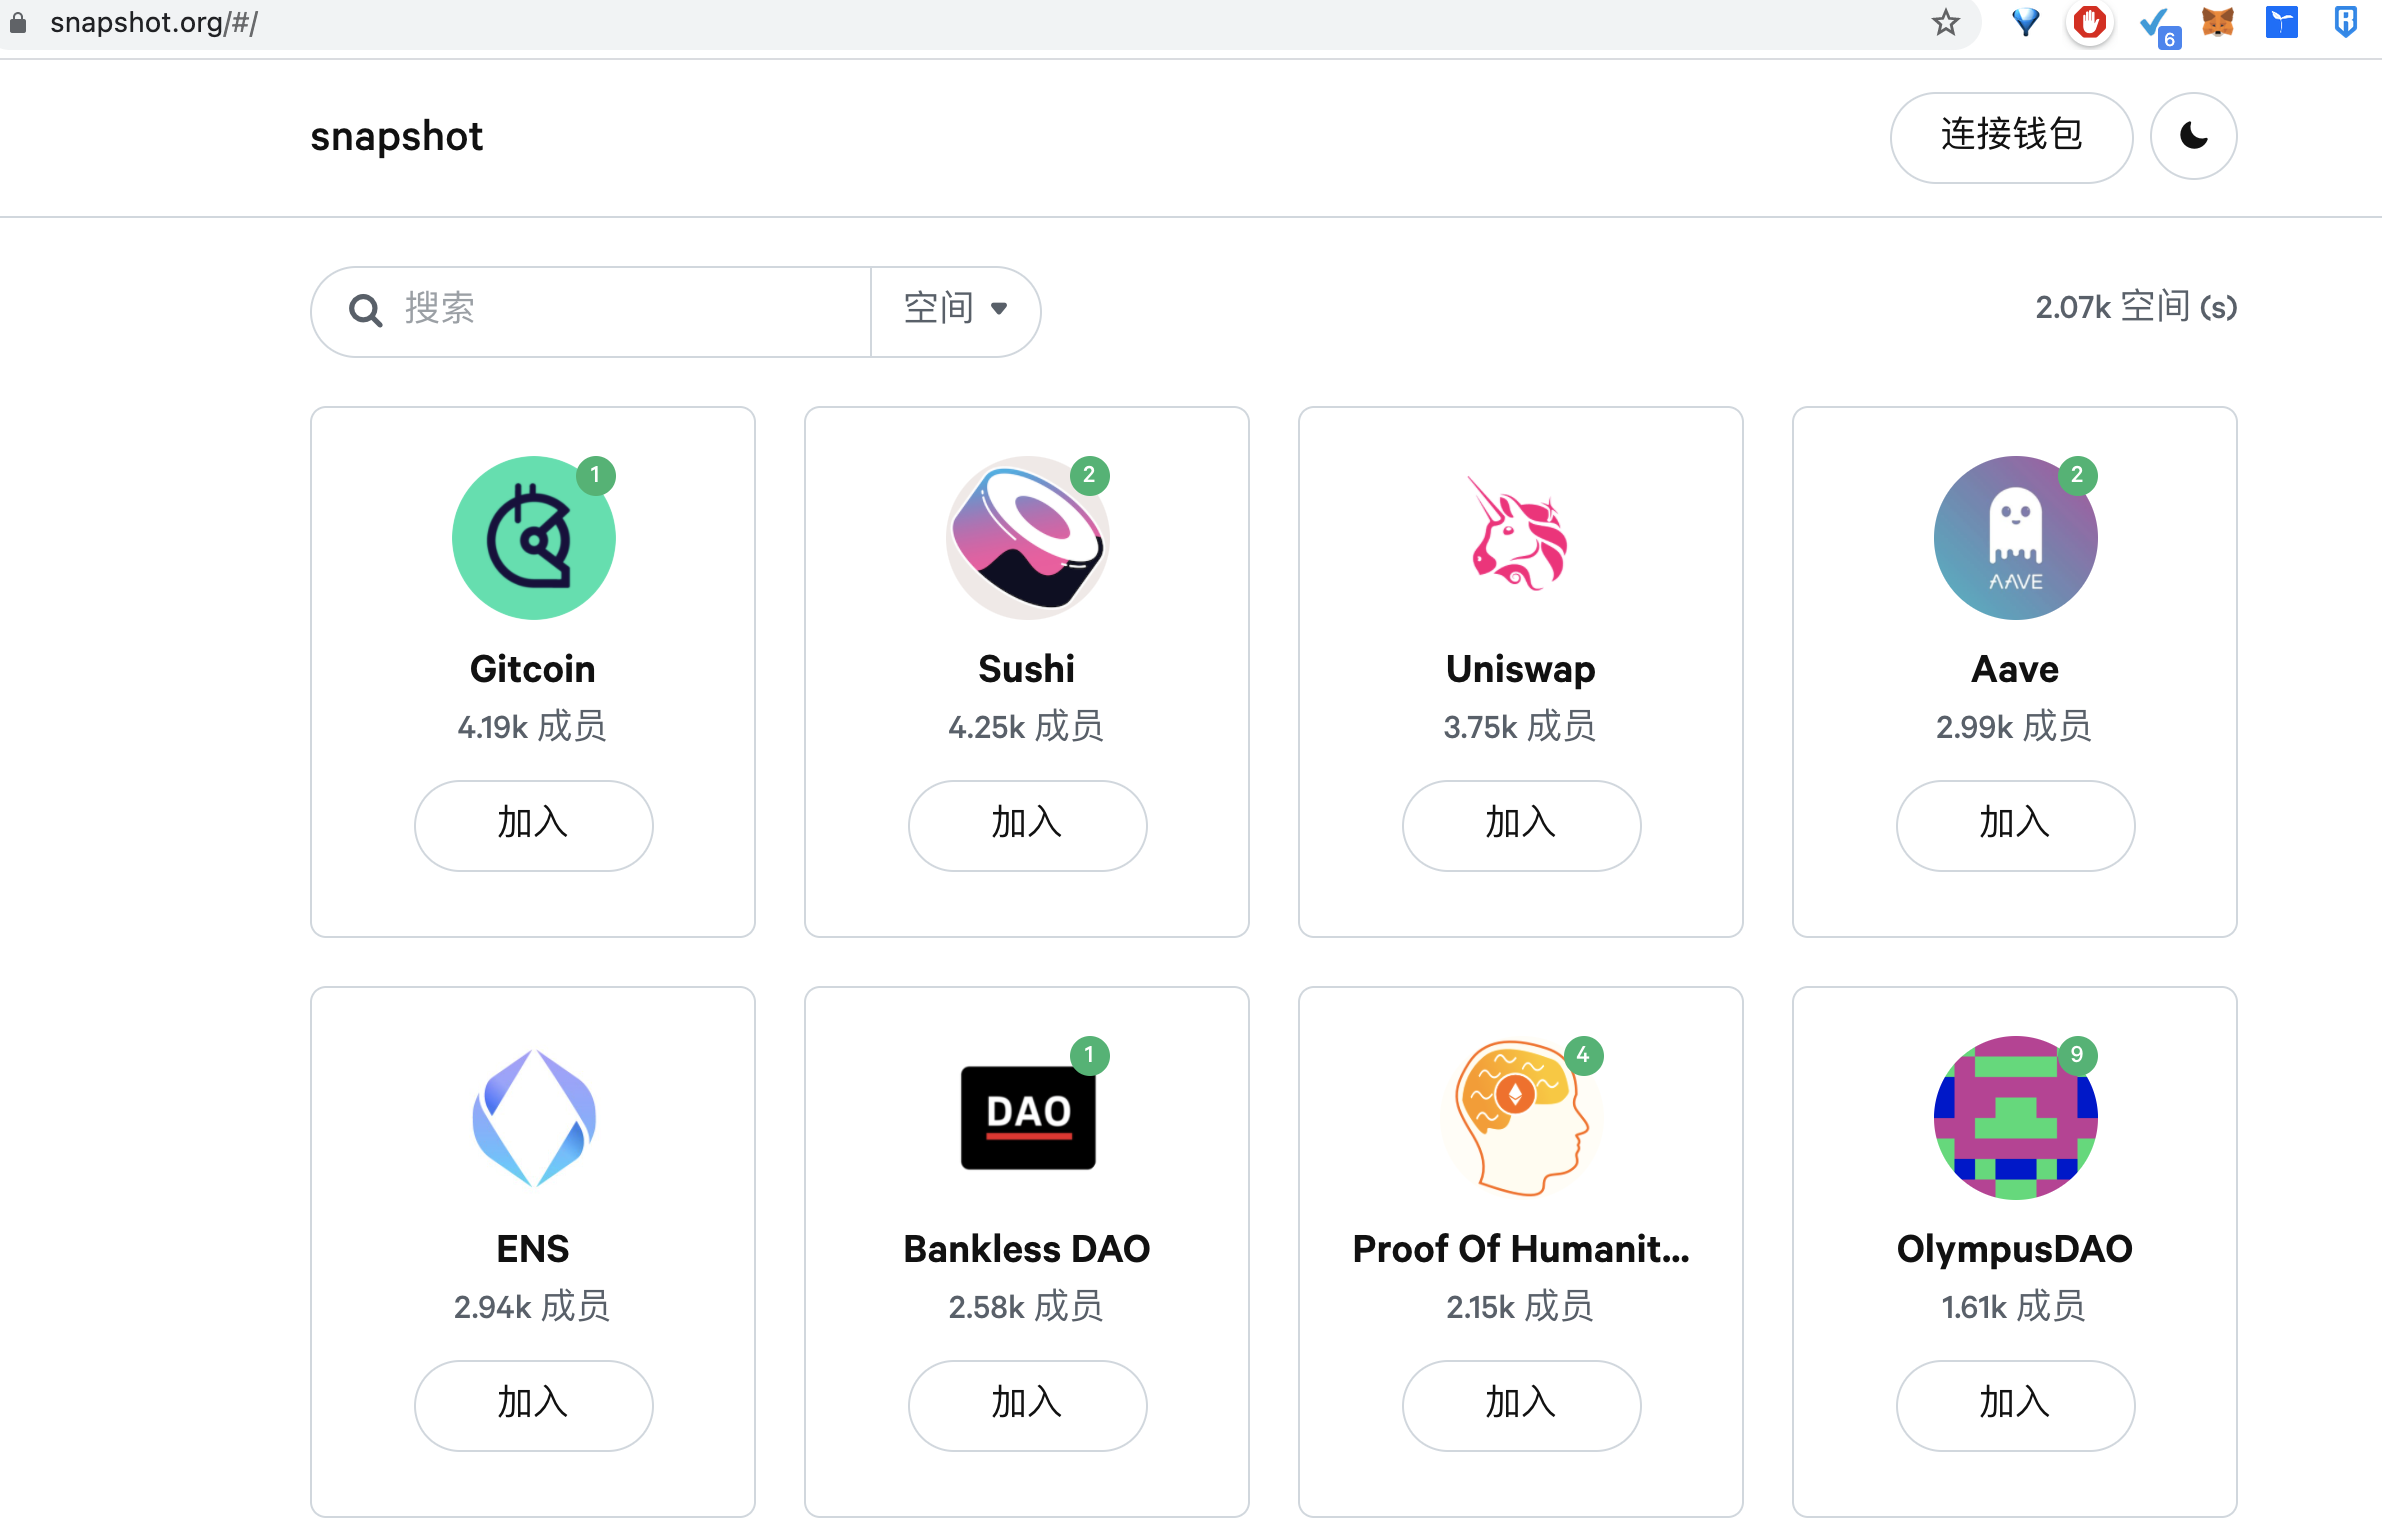 snapshot.org/#/
6
snapshot
连接钱包
搜索
空间
2.07k 空间 (s)
1
Gitcoin
4.19k 成员
加入
2
Sushi
4.25k 成员
加入
Uniswap
3.75k 成员
加入
2
AAVE
Aave
2.99k 成员
加入
ENS
2.94k 成员
加入
1
DAO
Bankless DAO
2.58k 成员
加入
4
Proof Of Humanit...
2.15k 成员
加入
9
OlympusDAO
1.61k 成员
加入